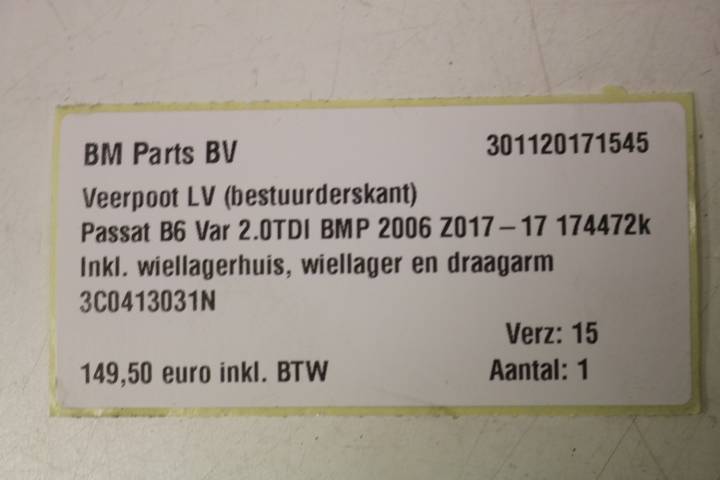 BM Parts BV 301120171545
Veerpoot LV (bestuurderskant)
Passat B6 Var 2.0TDI BMP 2006 Z017-17 174472k
Inkl. wiellagerhuis, wiellager en draagarm
3C0413031N
Verz: 15
149,50 euro inkl. BTW Aantal: 1